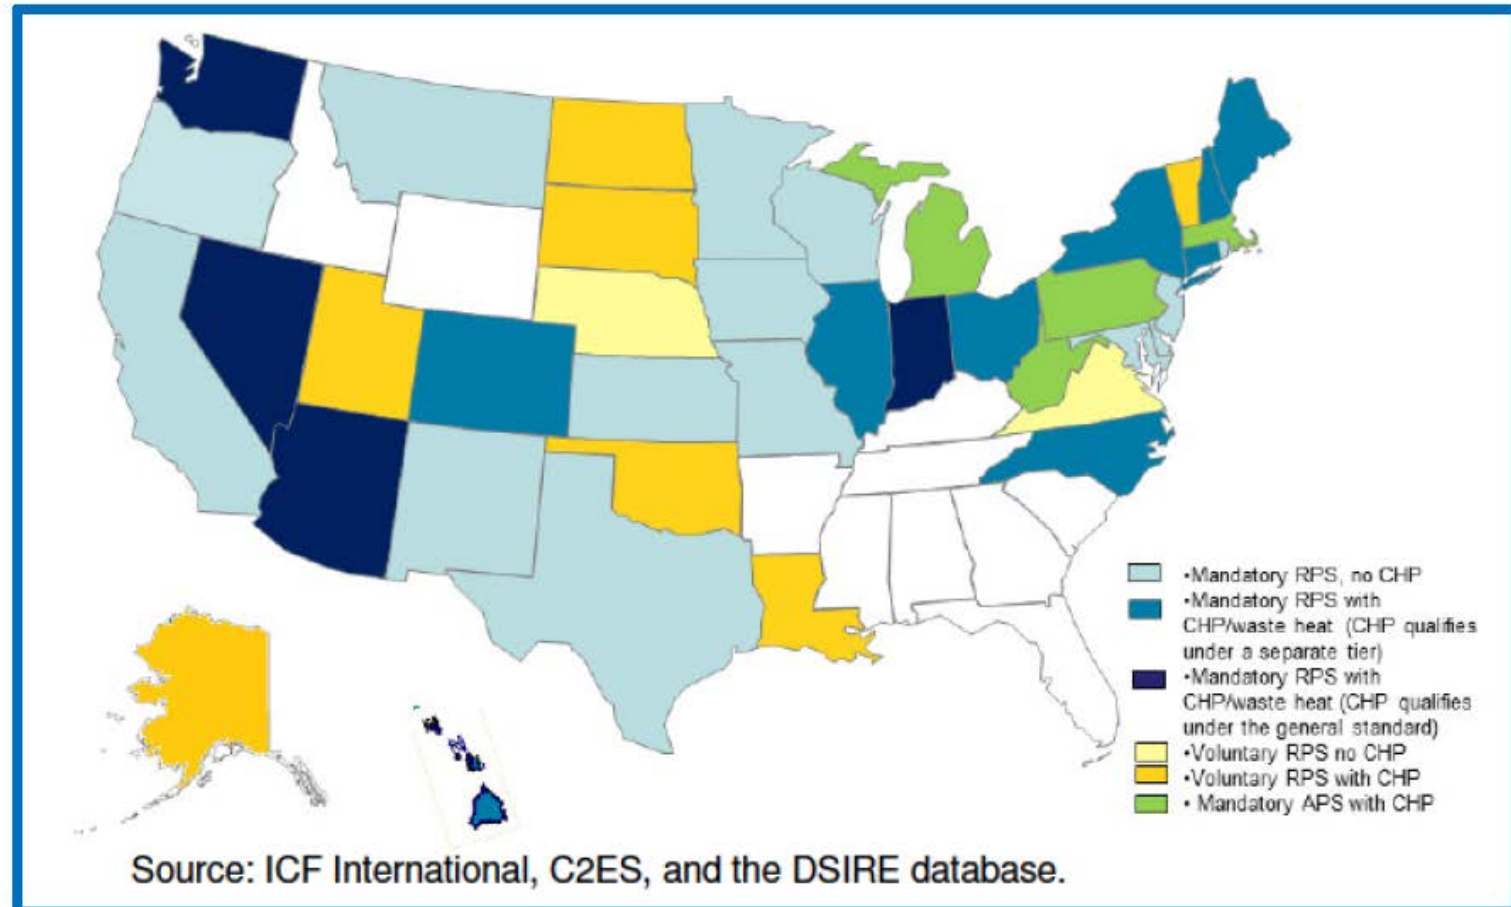 •Mandatory RPS, no CHP
•Mandatory RPS with
CHP/waste heat (CHP qualifies
under a separate tier)
•Mandatory RPS with
CHP/waste heat (CHP qualifies
under the general standard)
•Voluntary RPS no CHP
•Voluntary RPS with CHP
• Mandatory APS with CHP
Source: ICF International, C2ES, and the DSIRE database.